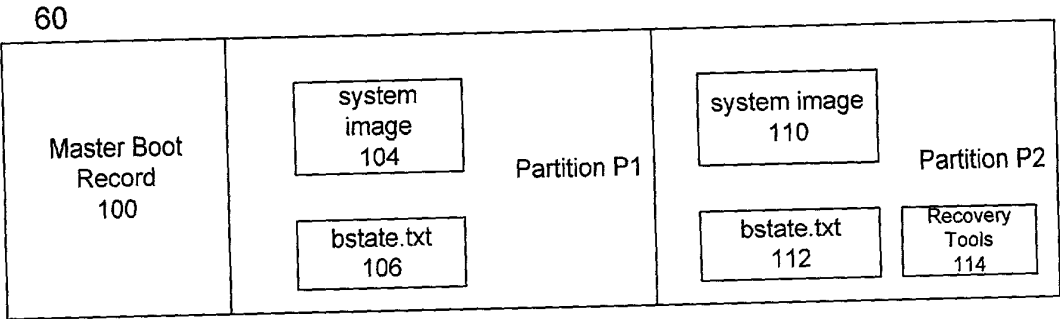 60
Master Boot
Record
100
system
image
104
Partition P1
bstate.txt
106
system image
110
Partition P2
bstate.txt
112
Recovery
Tools
114